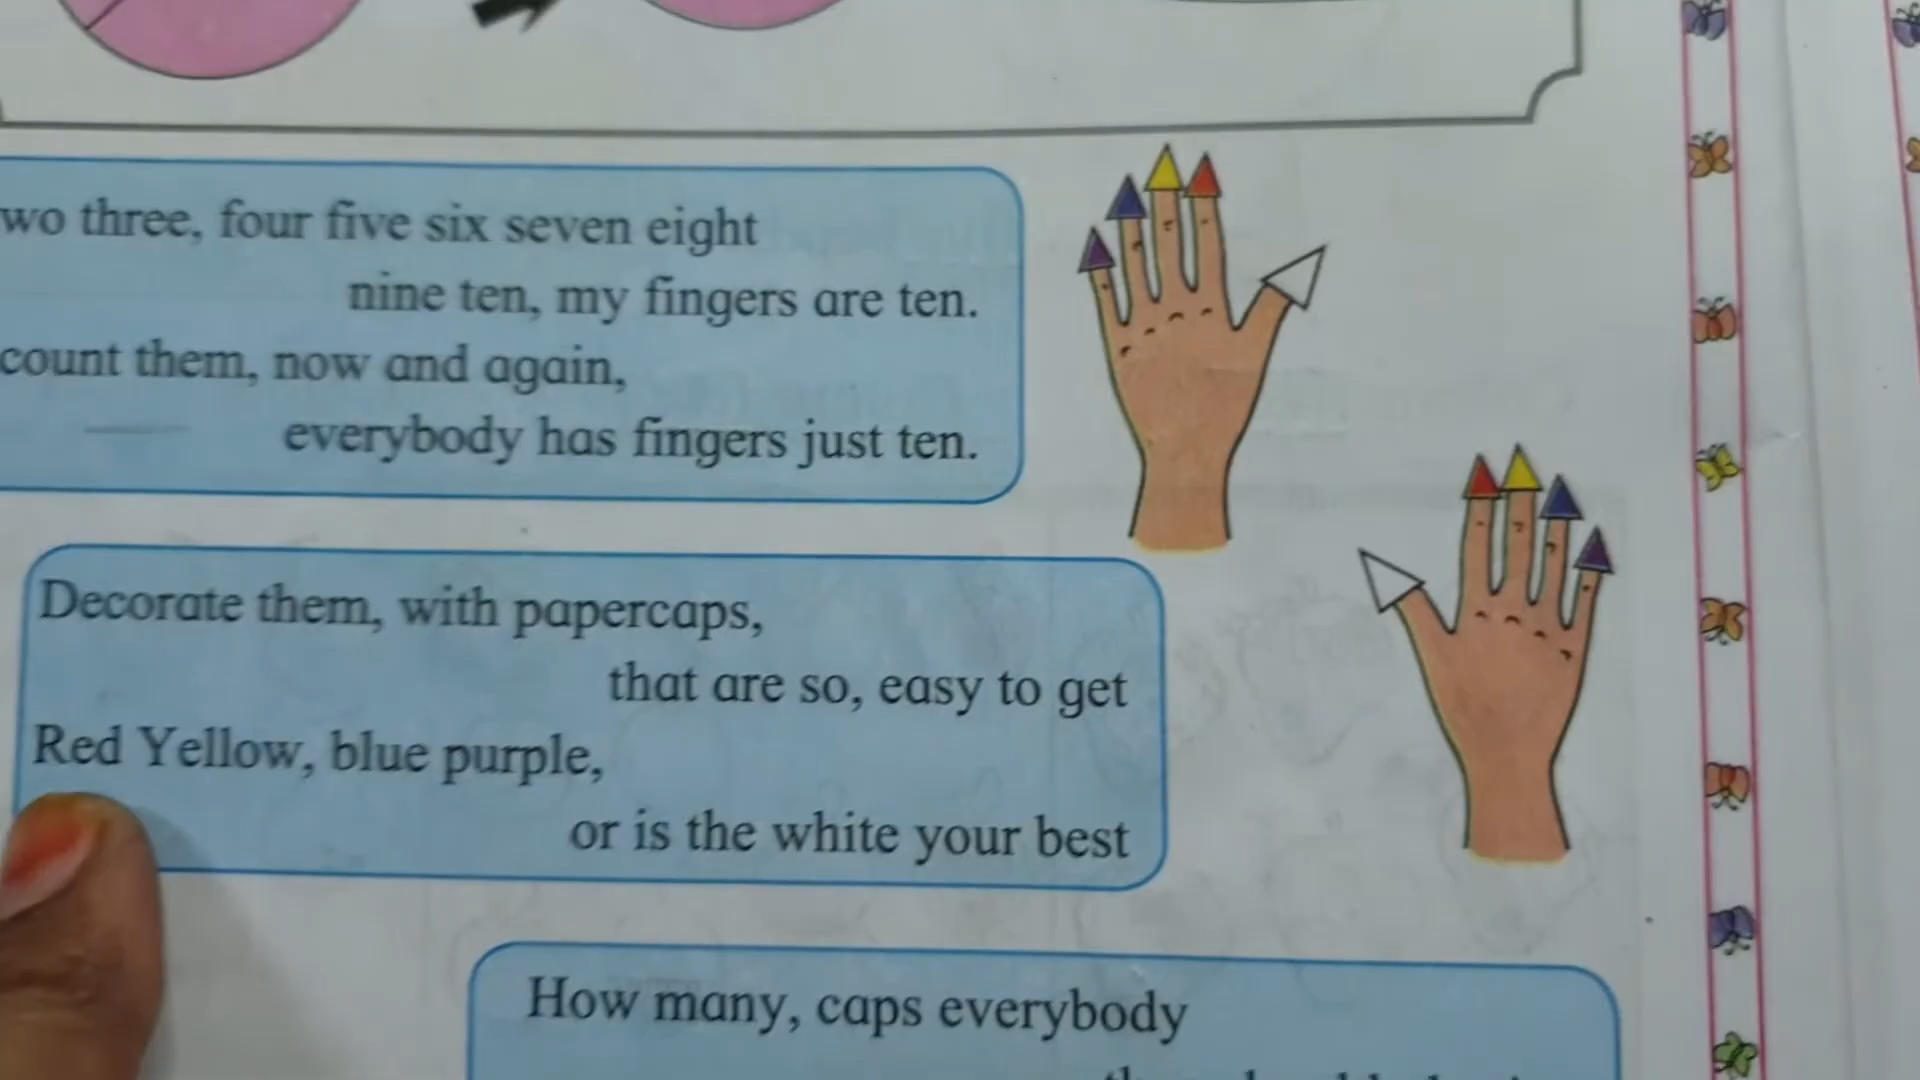 three, four five six seven eight
nine ten, my fingers are ten.
count them, now and again,
everybody has fingers just ten.
Decorate them, with papercaps,
that are so, easy to get
Red Yellow, blue purple,
or is the white your best
How many, caps everybody